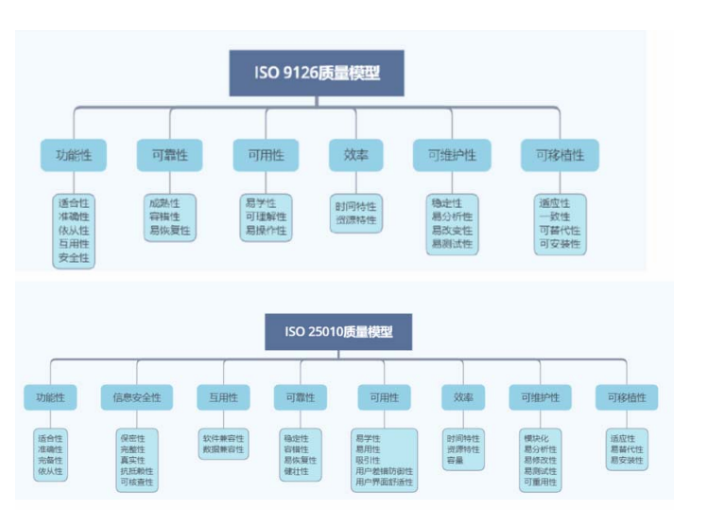 ISO 9126质量模型
功能性
可靠性
可用性
效率
可维护性
可移植性
适合性
准确性
依从性
互用性
安全性
成熟性
容错性
易恢复性
易学性
可理解性
易操作性
时间特性
资源特性
稳定性
易分析性
易改变性
易测试性
适应性
一致性
可替代性
可安装性
ISO 25010质量模型
功能性
信息安全性
互用性
可靠性
可用性
效率
可维护性
可移植性
适合性
准确性
完备性
依从性
保密性
完整性
真实性
抗抵赖性
可核查性
软件兼容性
数据兼容性
稳定性
容错性
易恢复性
健壮性
易学性
易用性
吸引性
用户差错防御性
用户界面舒适性
时间特性
资源特性
容量
模块化
易分析性
易修改性
易测试性
可重用性
适应性
易替代性
易安装性